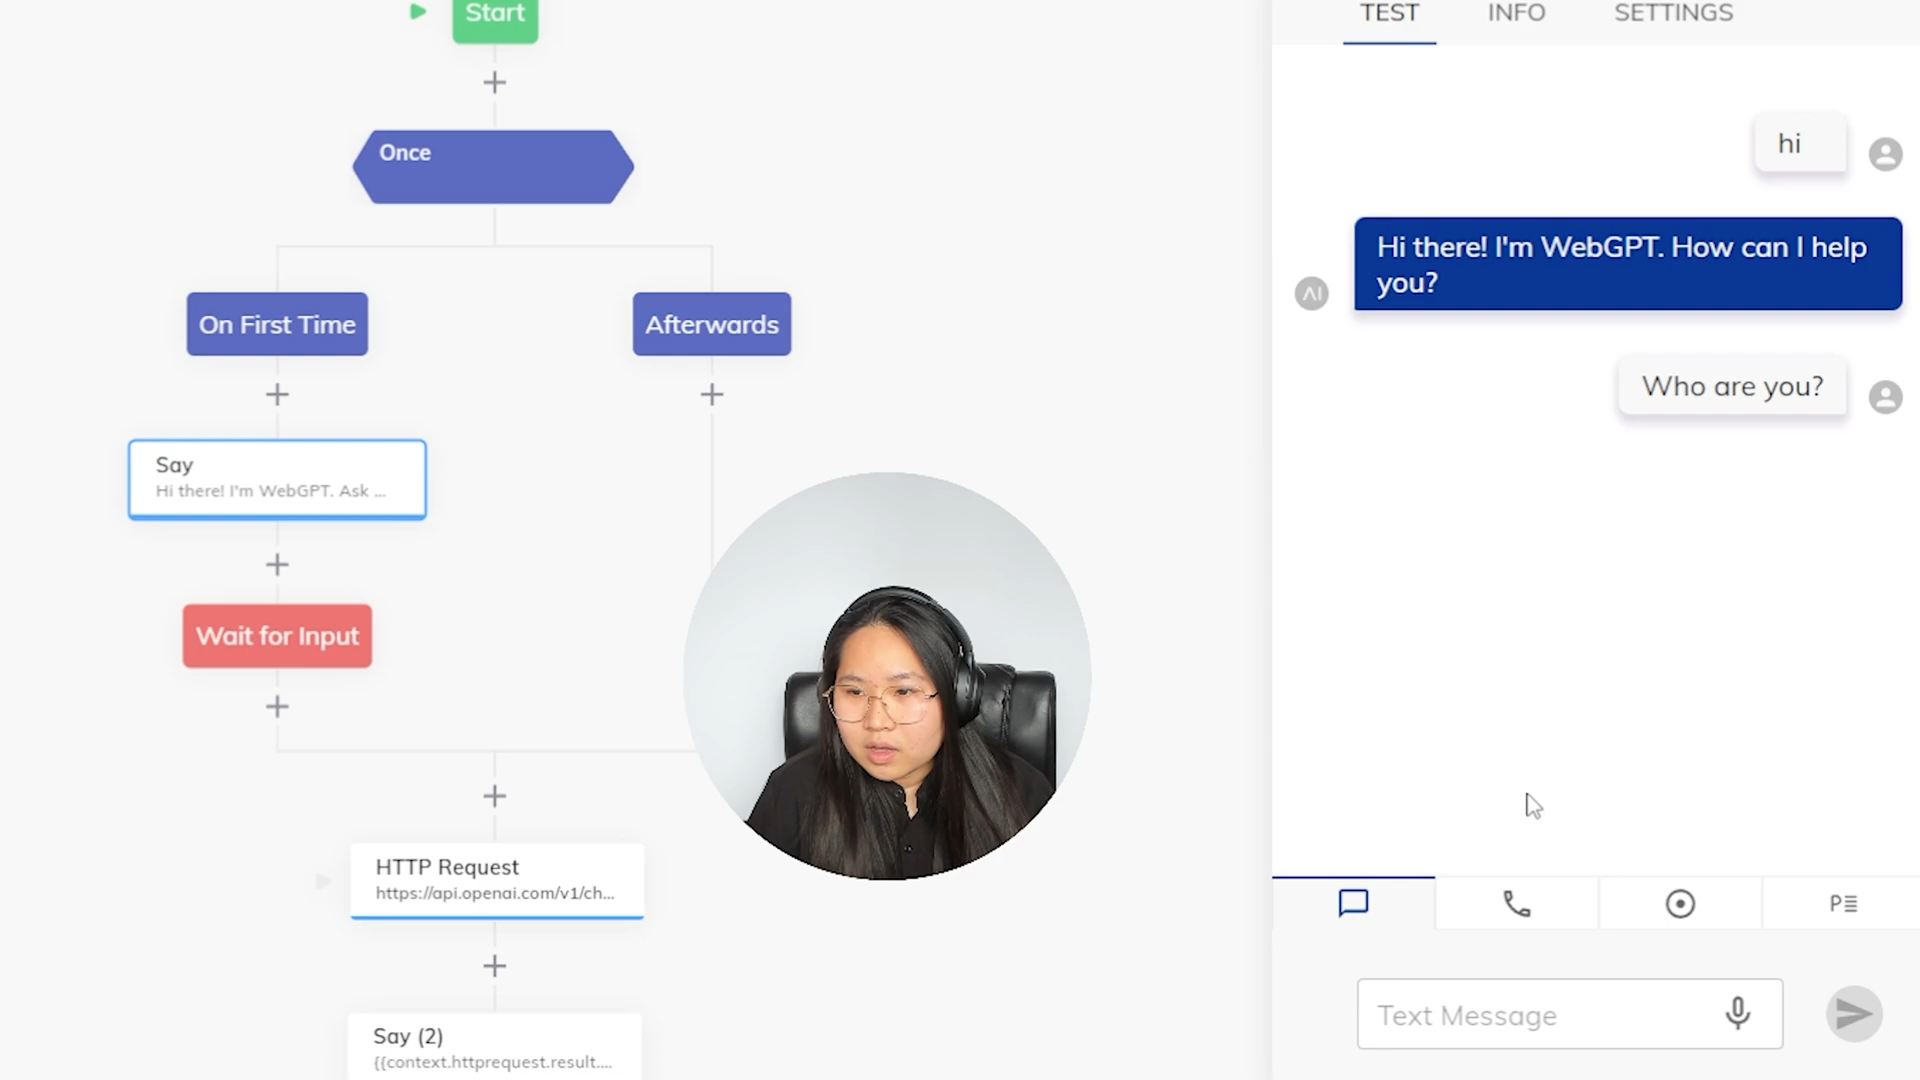 Start
Once
On First Time
Afterwards
Say
Hi there! I'm WebGPT. Ask ...
Wait for Input
HTTP Request
https://api.openai.com/v1/ch...
Say (2)
{{context.httprequest.result....
TEST INFO SETTINGS
hi
Hi there! I'm WebGPT. How can I help
you?
AI
Who are you?
P
Text Message